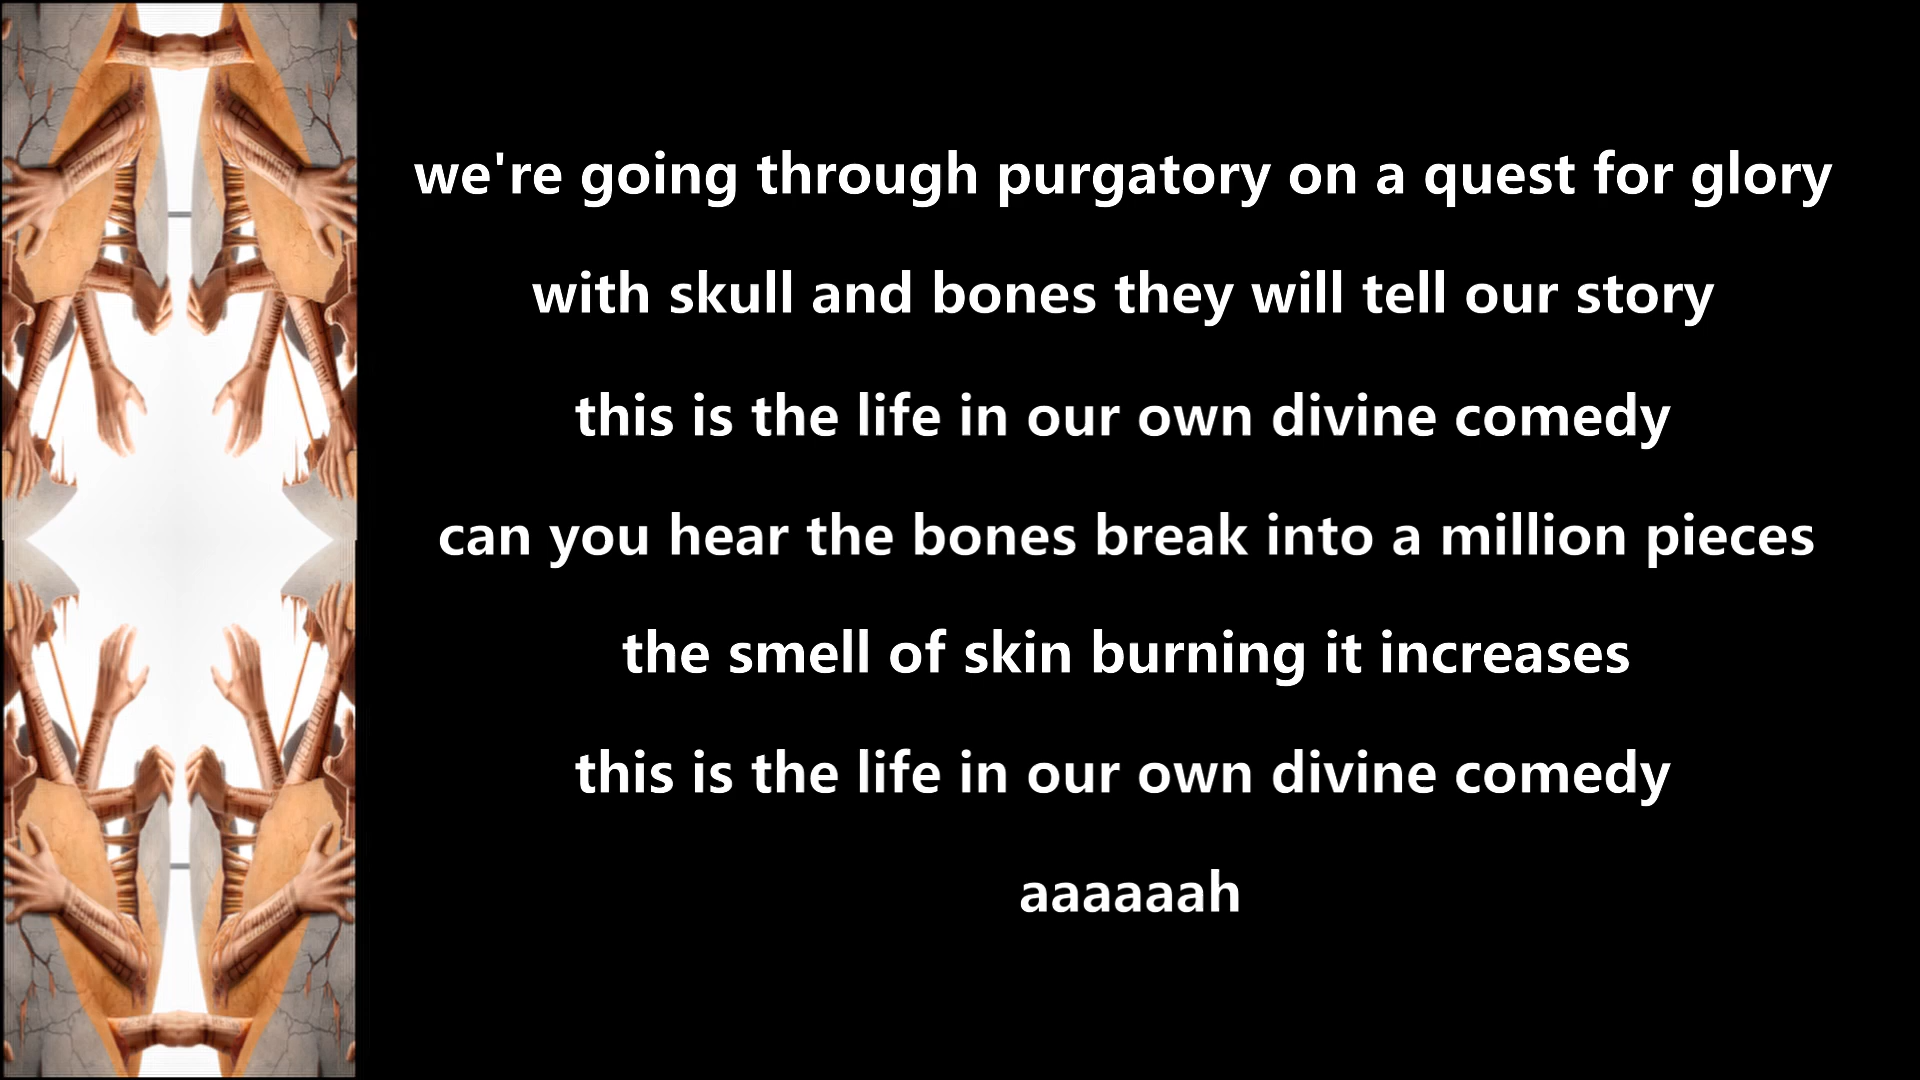 we're going through purgatory on a quest for glory
with skull and bones they will tell our story
this is the life in our own divine comedy
can you hear the bones break into a million pieces
the smell of skin burning it increases
this is the life in our own divine comedy
aaaaaah